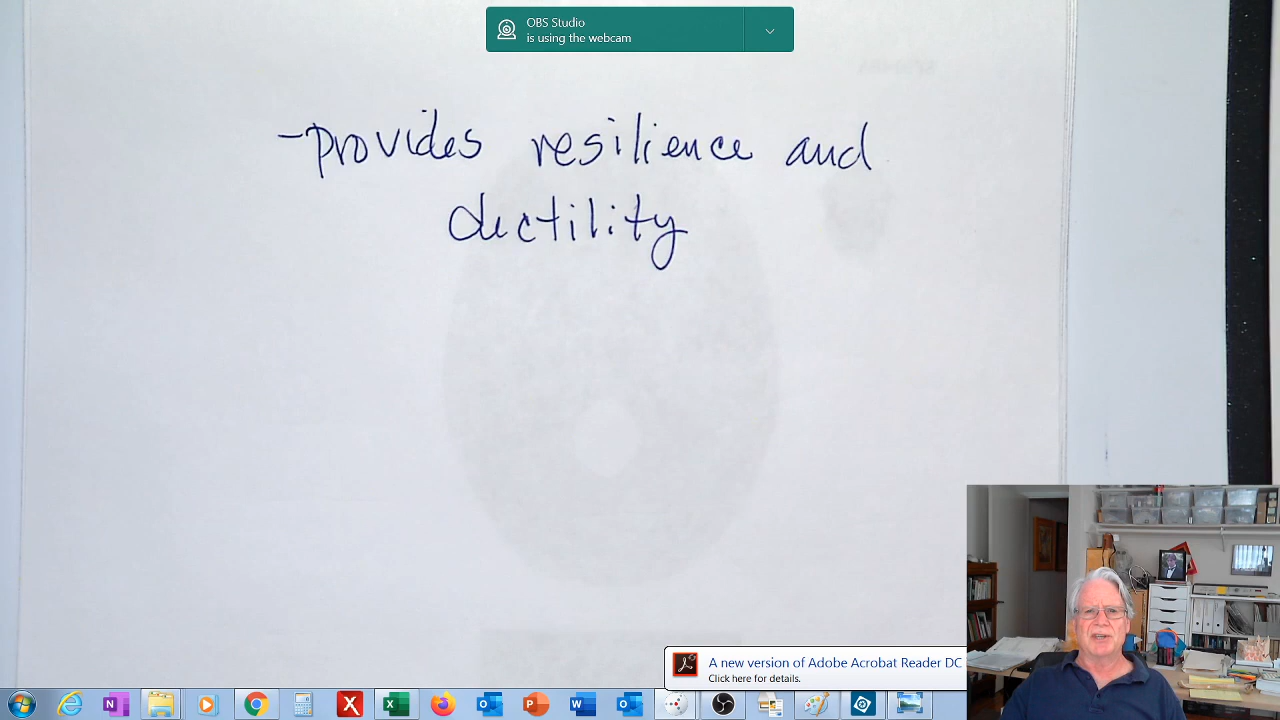 OBS Studio
is using the webcam
-provides resilience and
ductility
A new version of Adobe Acrobat Reader DC
Click here for details.